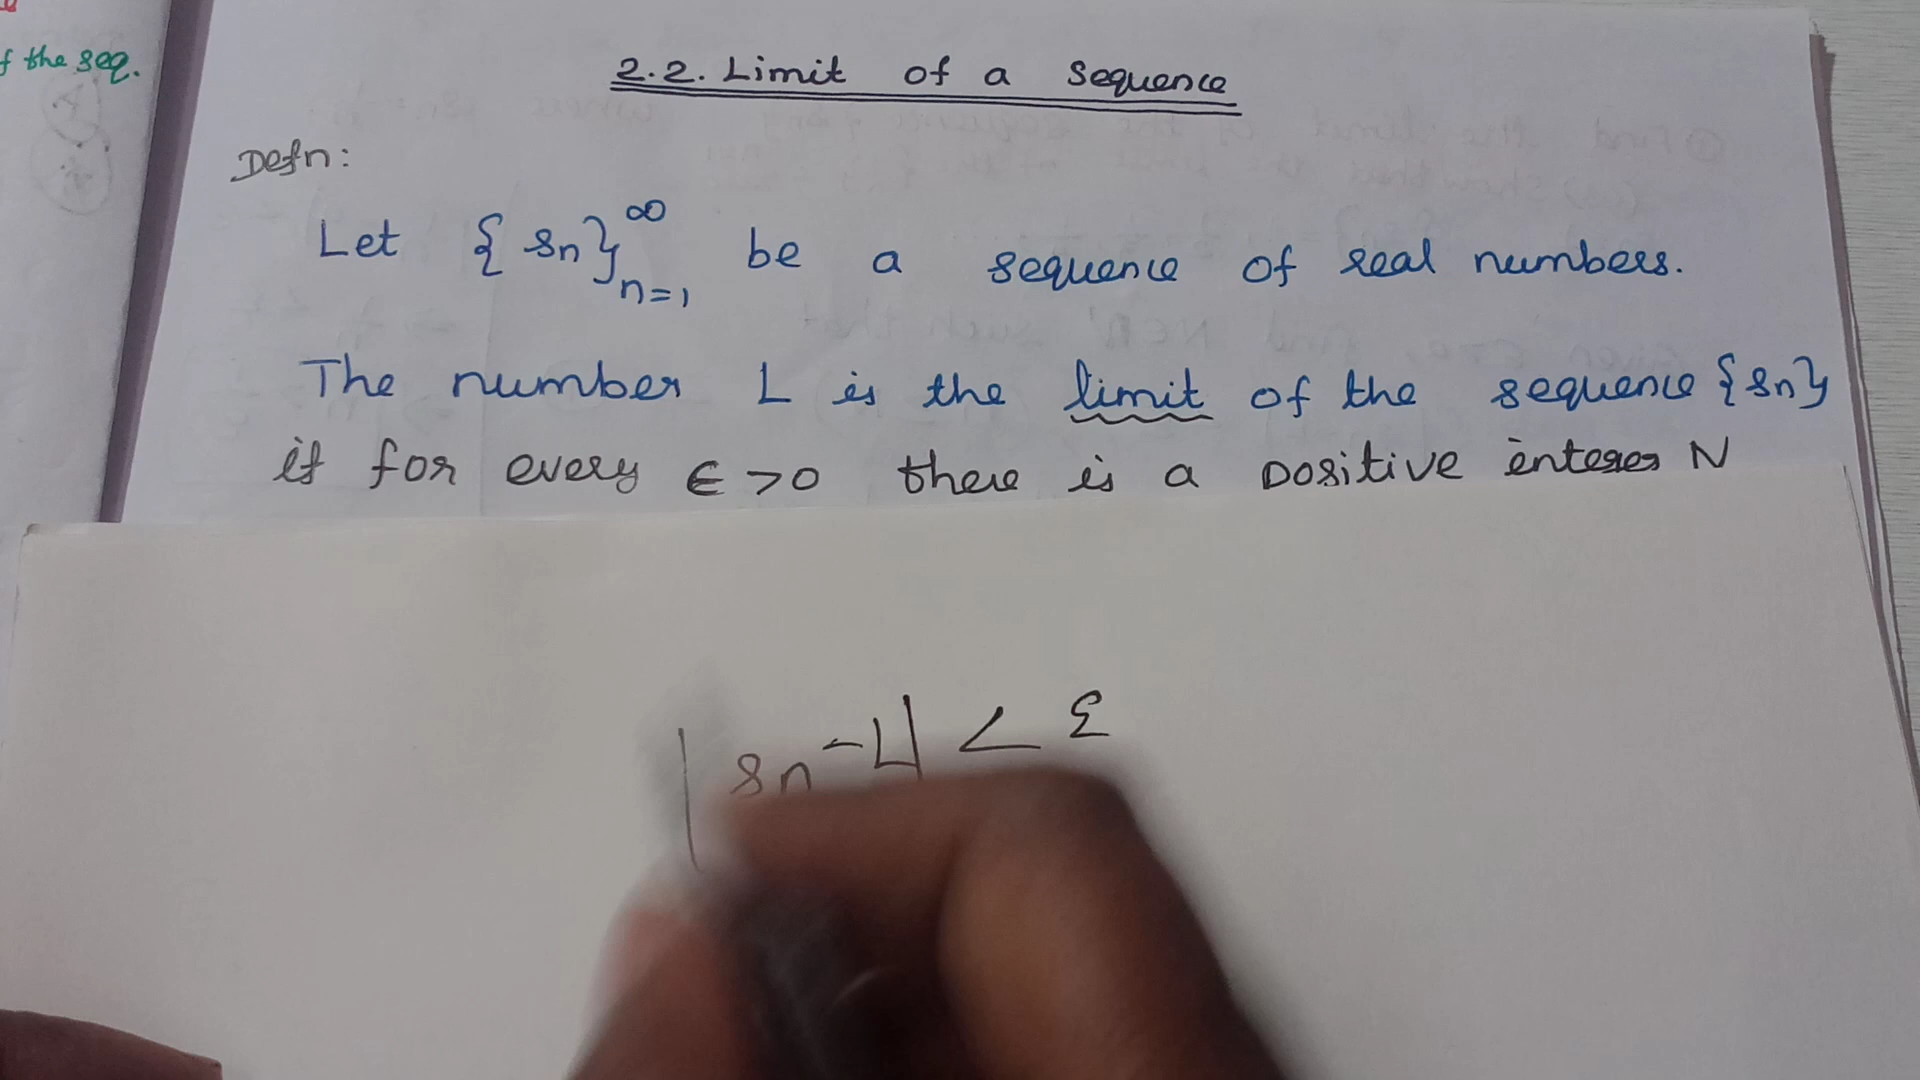 f the seq.
2.2. Limit of a Sequence
Defn:
Let {sn}∞n=1 be a sequence of real numbers.
The number L is the limit of the sequence {sn}
if for every ϵ >0 there is a positive integer N
|sn - L| < ε